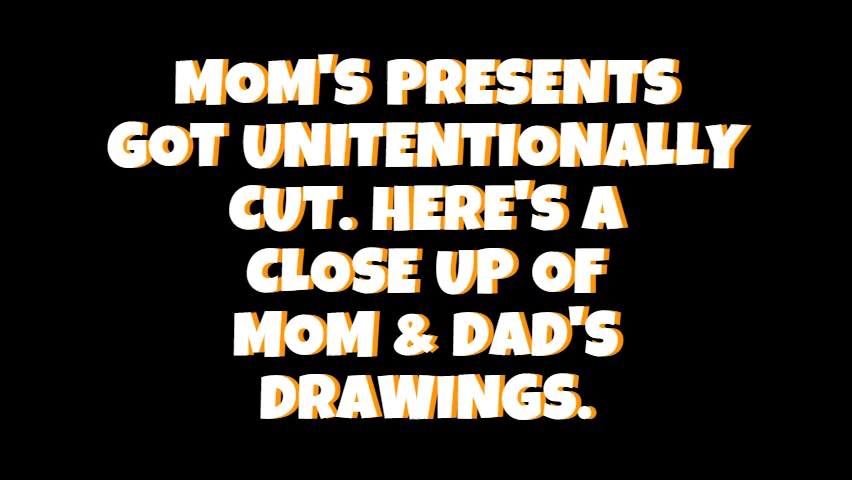 MOM'S PRESENTS
GOT UNITENTIONALLY
CUT. HERE'S A
CLOSE UP OF
MOM & DAD'S
DRAWINGS.